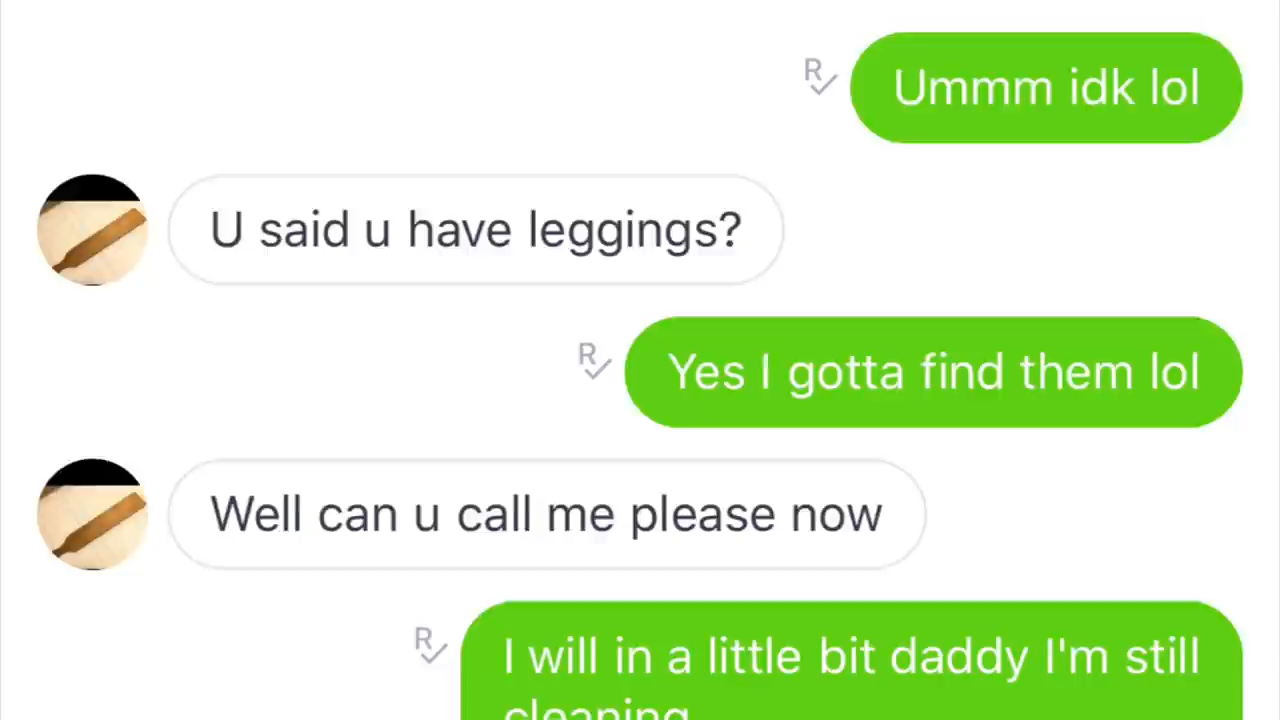 R
Ummm idk lol
U said u have leggings?
R
Yes I gotta find them lol
Well can u call me please now
R
I will in a little bit daddy I'm still
cleaning